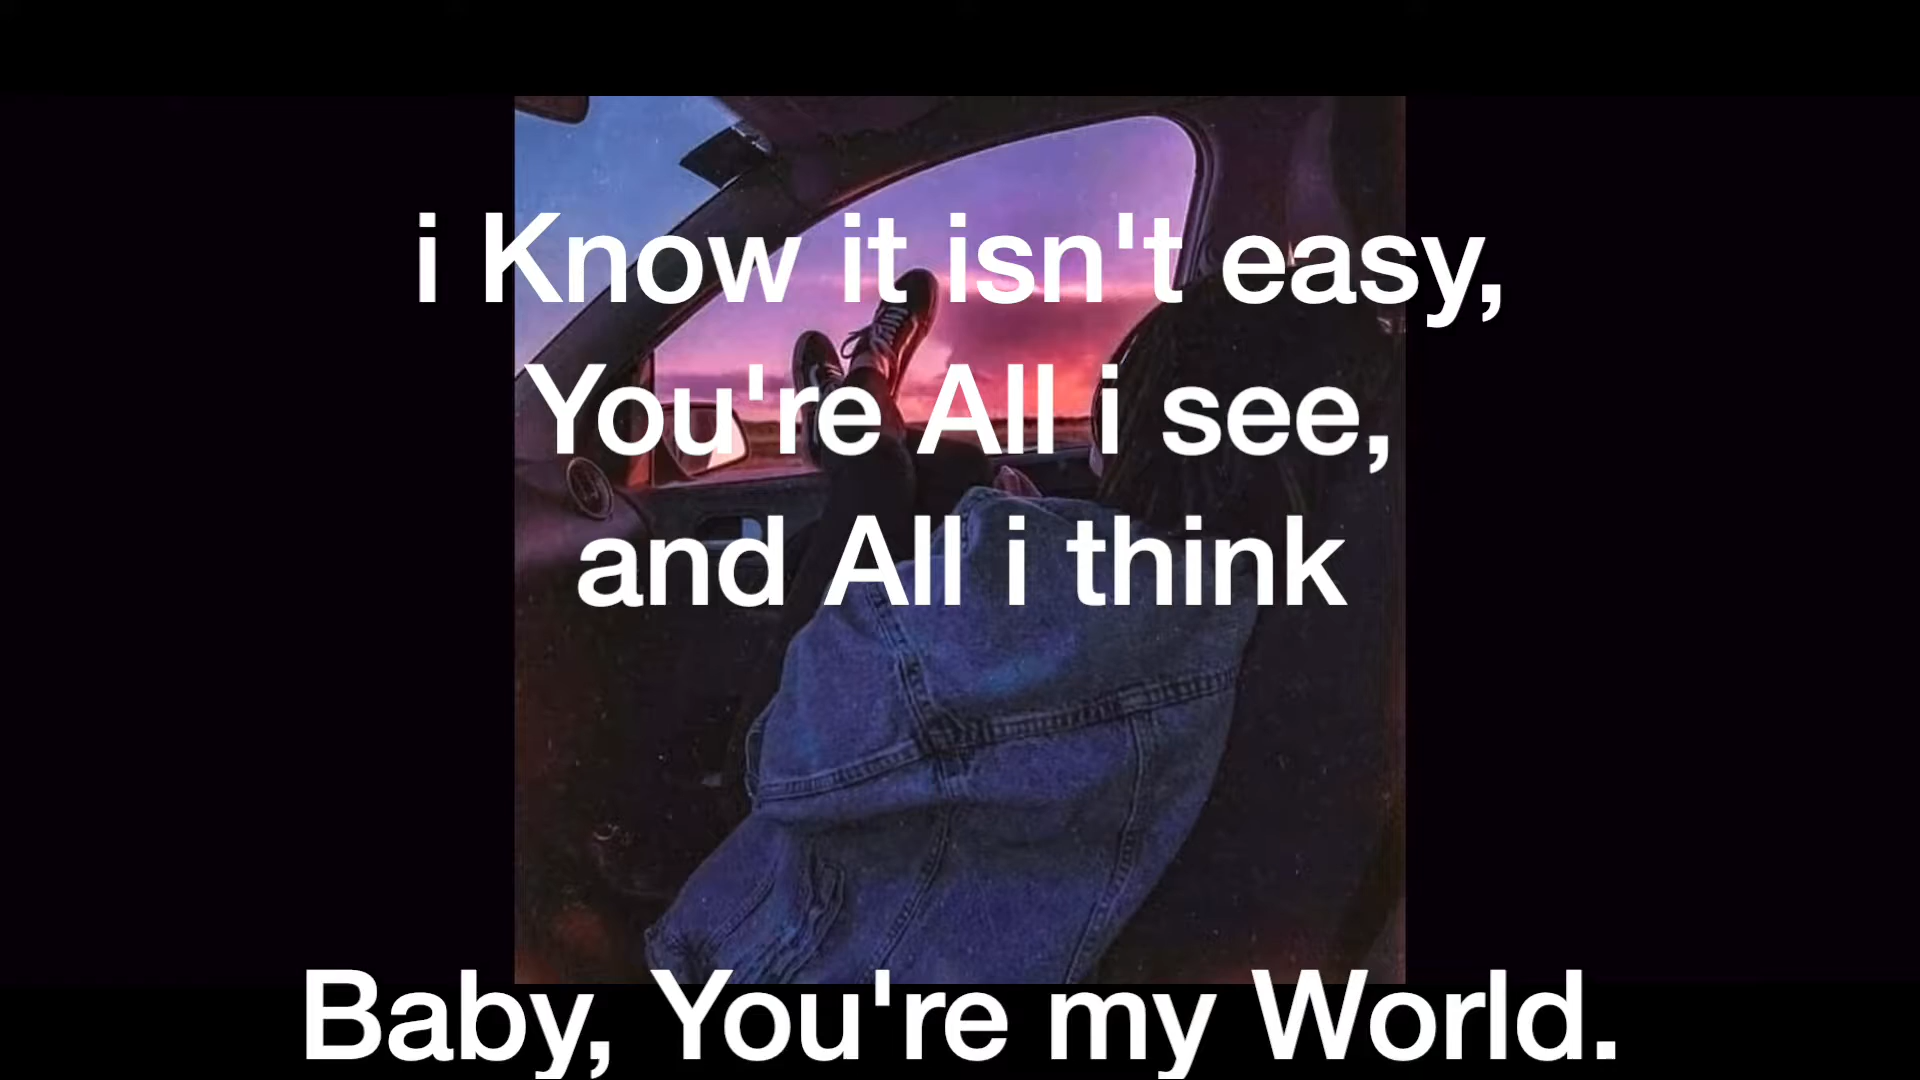 i Know it isn't easy,
You're All i see,
and All i think
Baby, You're my World.